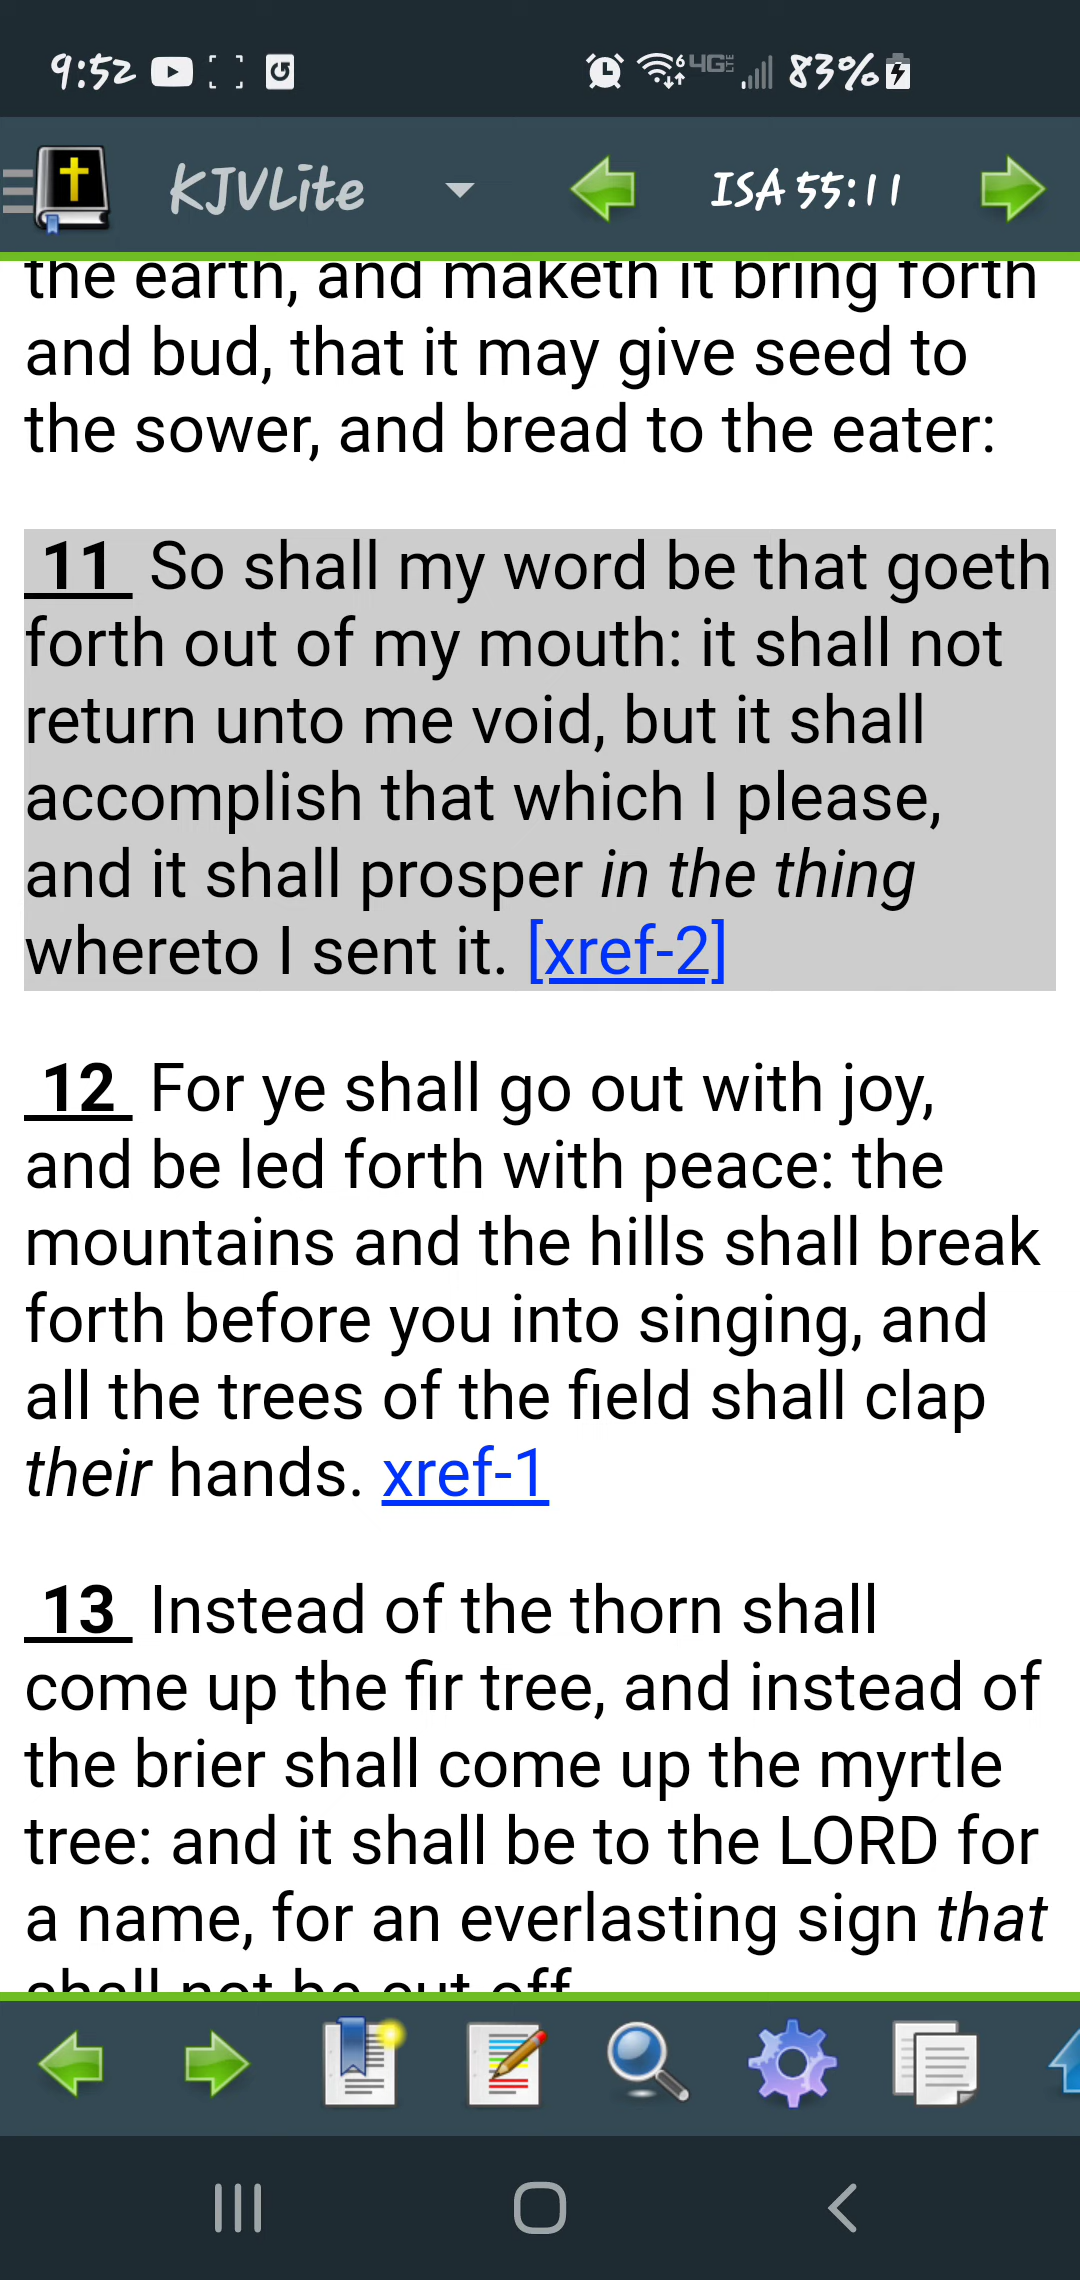 9:52 6 4G LTE 83%
KJVLite ISA 55:11
the earth, and maketh it bring forth
and bud, that it may give seed to
the sower, and bread to the eater:
11 So shall my word be that goeth
forth out of my mouth: it shall not
return unto me void, but it shall
accomplish that which I please,
and it shall prosper in the thing
whereto I sent it. [xref-2]
12 For ye shall go out with joy,
and be led forth with peace: the
mountains and the hills shall break
forth before you into singing, and
all the trees of the field shall clap
their hands. xref-1
13 Instead of the thorn shall
come up the fir tree, and instead of
the brier shall come up the myrtle
tree: and it shall be to the LORD for
a name, for an everlasting sign that
shall not be cut off.